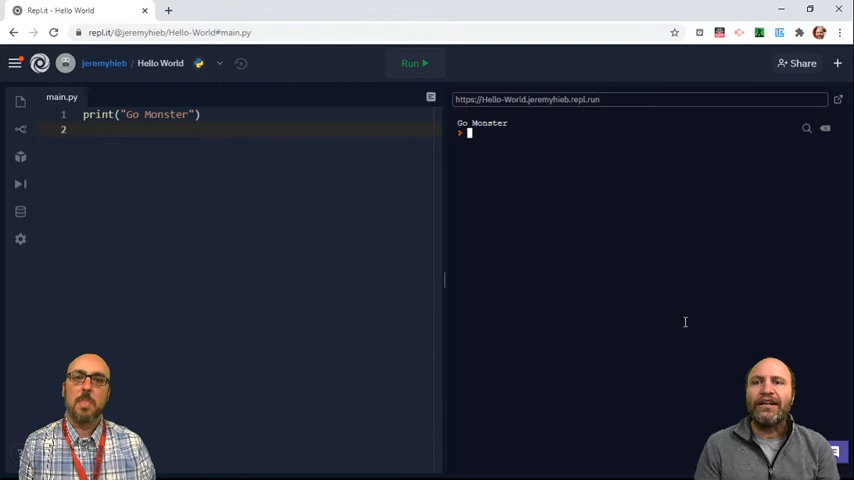 Repl.it - Hello World
repl.it/@jeremyhieb/Hello-World#main.py
jeremyhieb / Hello World
Run
Share
main.py
1 print("Go Monster")
2
https://Hello-World.jeremyhieb.repl.run
Go Monster
>